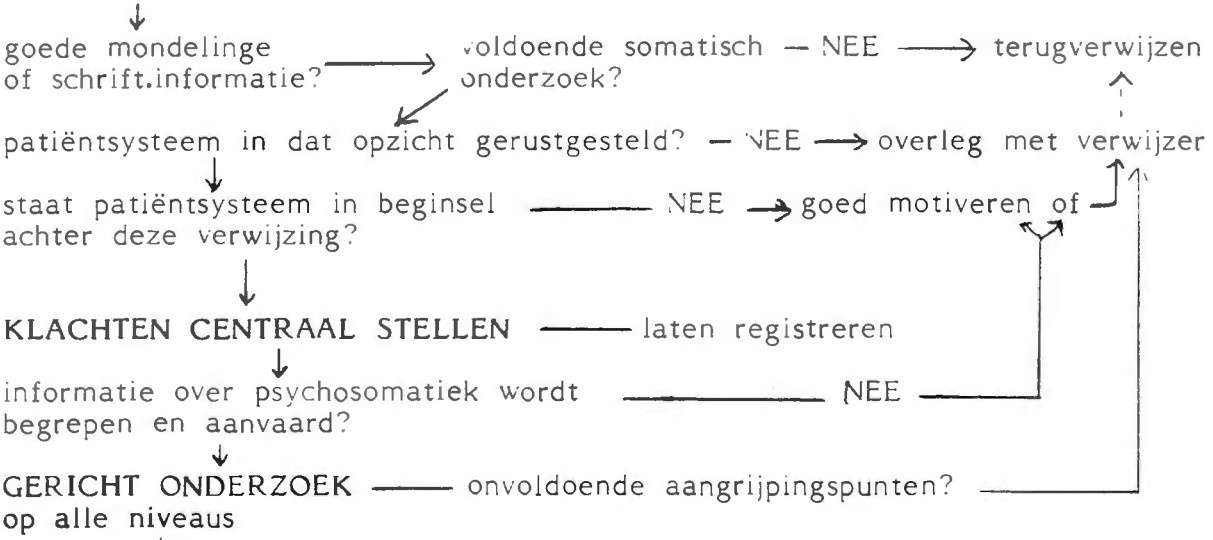 goede mondelinge voldoende somatisch – NEE terugverwijzen
of schrift.informatie? onderzoek?
patiëntsysteem in dat opzicht gerustgesteld? – NEE overleg met verwijzer
staat patiëntsysteem in beginsel NEE goed motiveren of
achter deze verwijzing?
KLACHTEN CENTRAAL STELLEN laten registreren
informatie over psychosomatiek wordt NEE
begrepen en aanvaard?
GERICHT ONDERZOEK onvoldoende aangrijpingspunten?
op alle niveaus